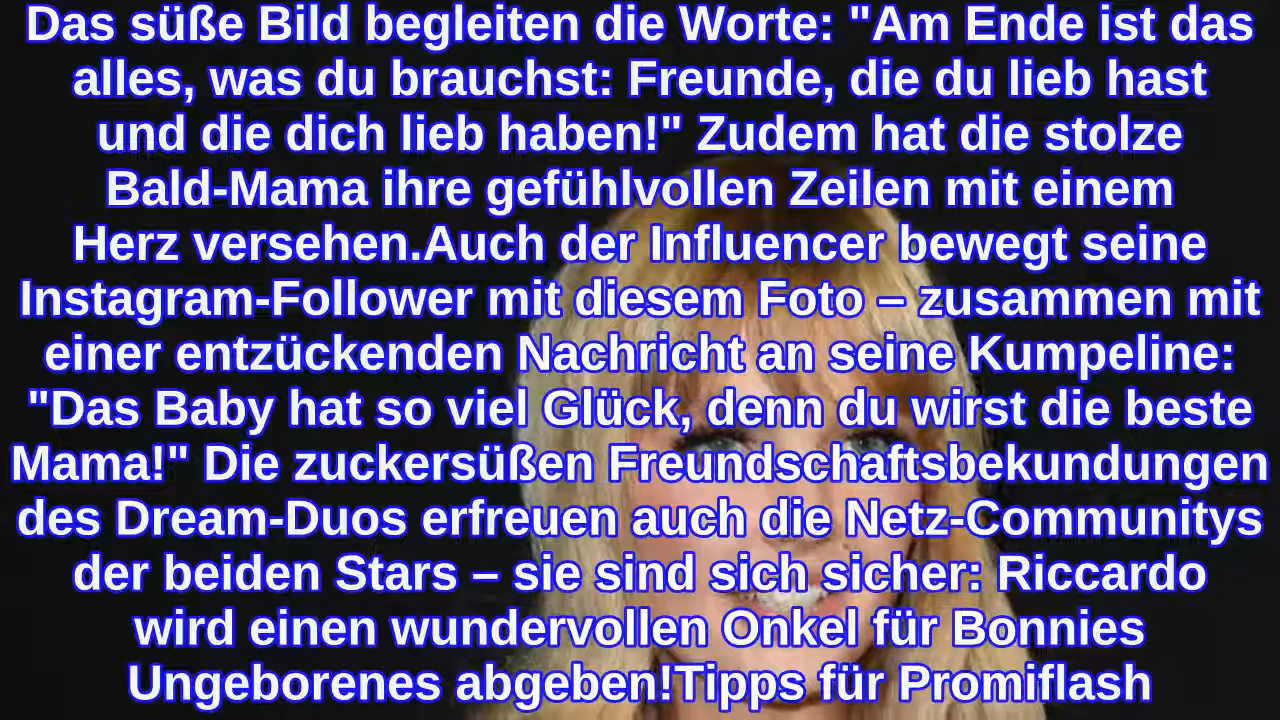 Das süße Bild begleiten die Worte: "Am Ende ist das
alles, was du brauchst: Freunde, die du lieb hast
und die dich lieb haben!" Zudem hat die stolze
Bald-Mama ihre gefühlvollen Zeilen mit einem
Herz versehen.Auch der Influencer bewegt seine
Instagram-Follower mit diesem Foto – zusammen mit
einer entzückenden Nachricht an seine Kumpeline:
"Das Baby hat so viel Glück, denn du wirst die beste
Mama!" Die zuckersüßen Freundschaftsbekundungen
des Dream-Duos erfreuen auch die Netz-Communitys
der beiden Stars – sie sind sich sicher: Riccardo
wird einen wundervollen Onkel für Bonnies
Ungeborenes abgeben!Tipps für Promiflash